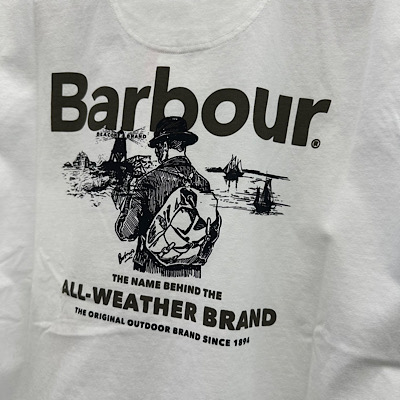 Barbour®
BEACON BRAND
THE NAME BEHIND THE
ALL-WEATHER BRAND
THE ORIGINAL OUTDOOR BRAND SINCE 1894